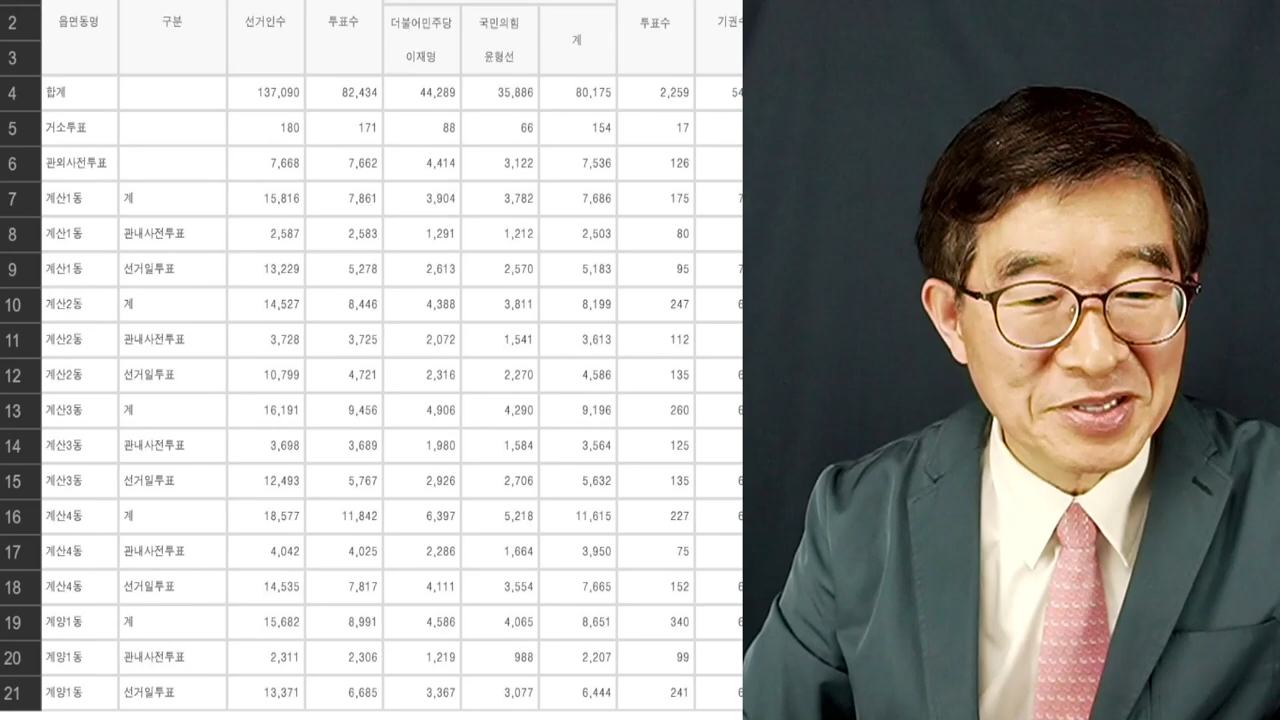 2 읍면동명 구분 선거인수 투표수 더불어민주당 국민의힘 계 투표수 기권수
3 이재명 윤형선
4 합계 137,090 82,434 44,289 35,886 80,175 2,259 54
5 거소투표 180 171 88 66 154 17
6 관외사전투표 7,668 7,662 4,414 3,122 7,536 126
7 계산1동 계 15,816 7,861 3,904 3,782 7,686 175 7
8 계산1동 관내사전투표 2,587 2,583 1,291 1,212 2,503 80
9 계산1동 선거일투표 13,229 5,278 2,613 2,570 5,183 95 7
10 계산2동 계 14,527 8,446 4,388 3,811 8,199 247 6
11 계산2동 관내사전투표 3,728 3,725 2,072 1,541 3,613 112
12 계산2동 선거일투표 10,799 4,721 2,316 2,270 4,586 135 6
13 계산3동 계 16,191 9,456 4,906 4,290 9,196 260 6
14 계산3동 관내사전투표 3,698 3,689 1,980 1,584 3,564 125
15 계산3동 선거일투표 12,493 5,767 2,926 2,706 5,632 135 6
16 계산4동 계 18,577 11,842 6,397 5,218 11,615 227 6
17 계산4동 관내사전투표 4,042 4,025 2,286 1,664 3,950 75
18 계산4동 선거일투표 14,535 7,817 4,111 3,554 7,665 152 6
19 계양1동 계 15,682 8,991 4,586 4,065 8,651 340 6
20 계양1동 관내사전투표 2,311 2,306 1,219 988 2,207 99
21 계양1동 선거일투표 13,371 6,685 3,367 3,077 6,444 241 6